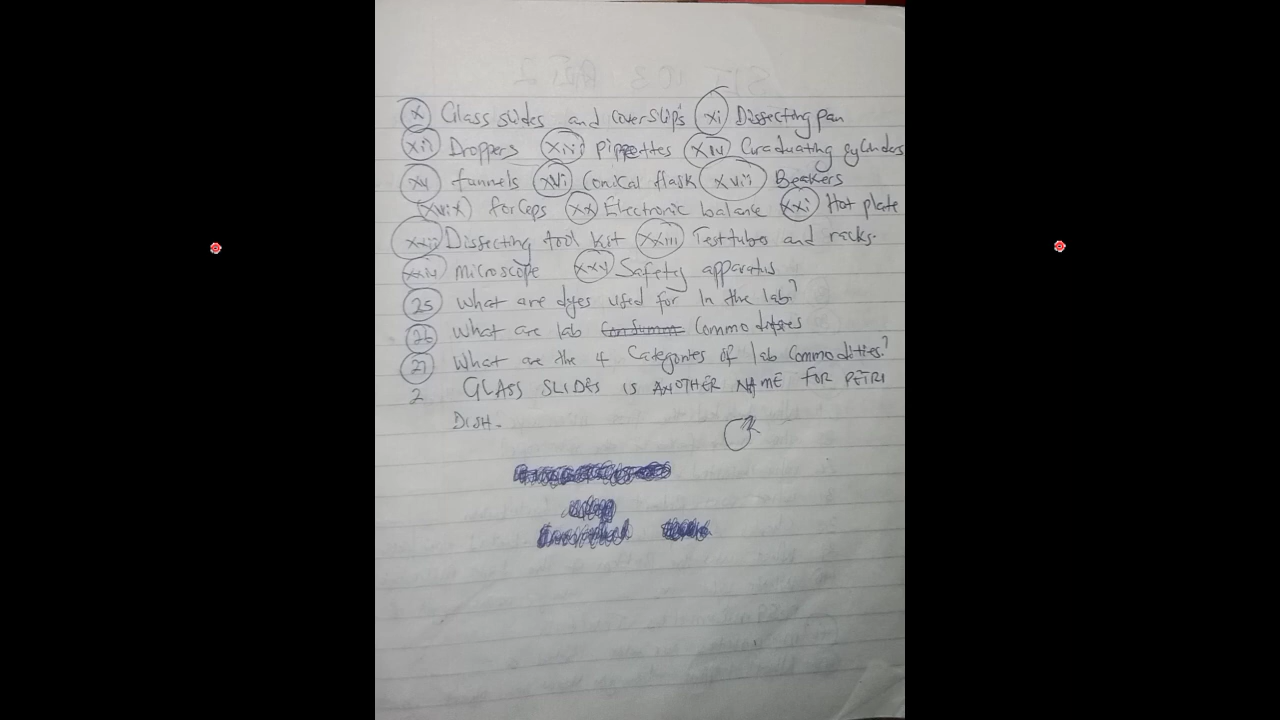 x Glass slides and coverslips xi Dissecting pan
xii Droppers xiii pippettes xiv Graduating cylinders
xv funnels xvi Conical flask xvii Beakers
xvix) forceps xx Electronic balance xxi Hot plate
xxii Dissecting tool kit xxiii Test tubes and racks.
xxiv microscope xxv Safety apparatus
25 What are dyes used for in the lab?
26 What are lab commodities
27 What are the 4 Categories of lab commodities?
2 GLASS SLIDES IS ANOTHER NAME FOR PETRI
DISH.